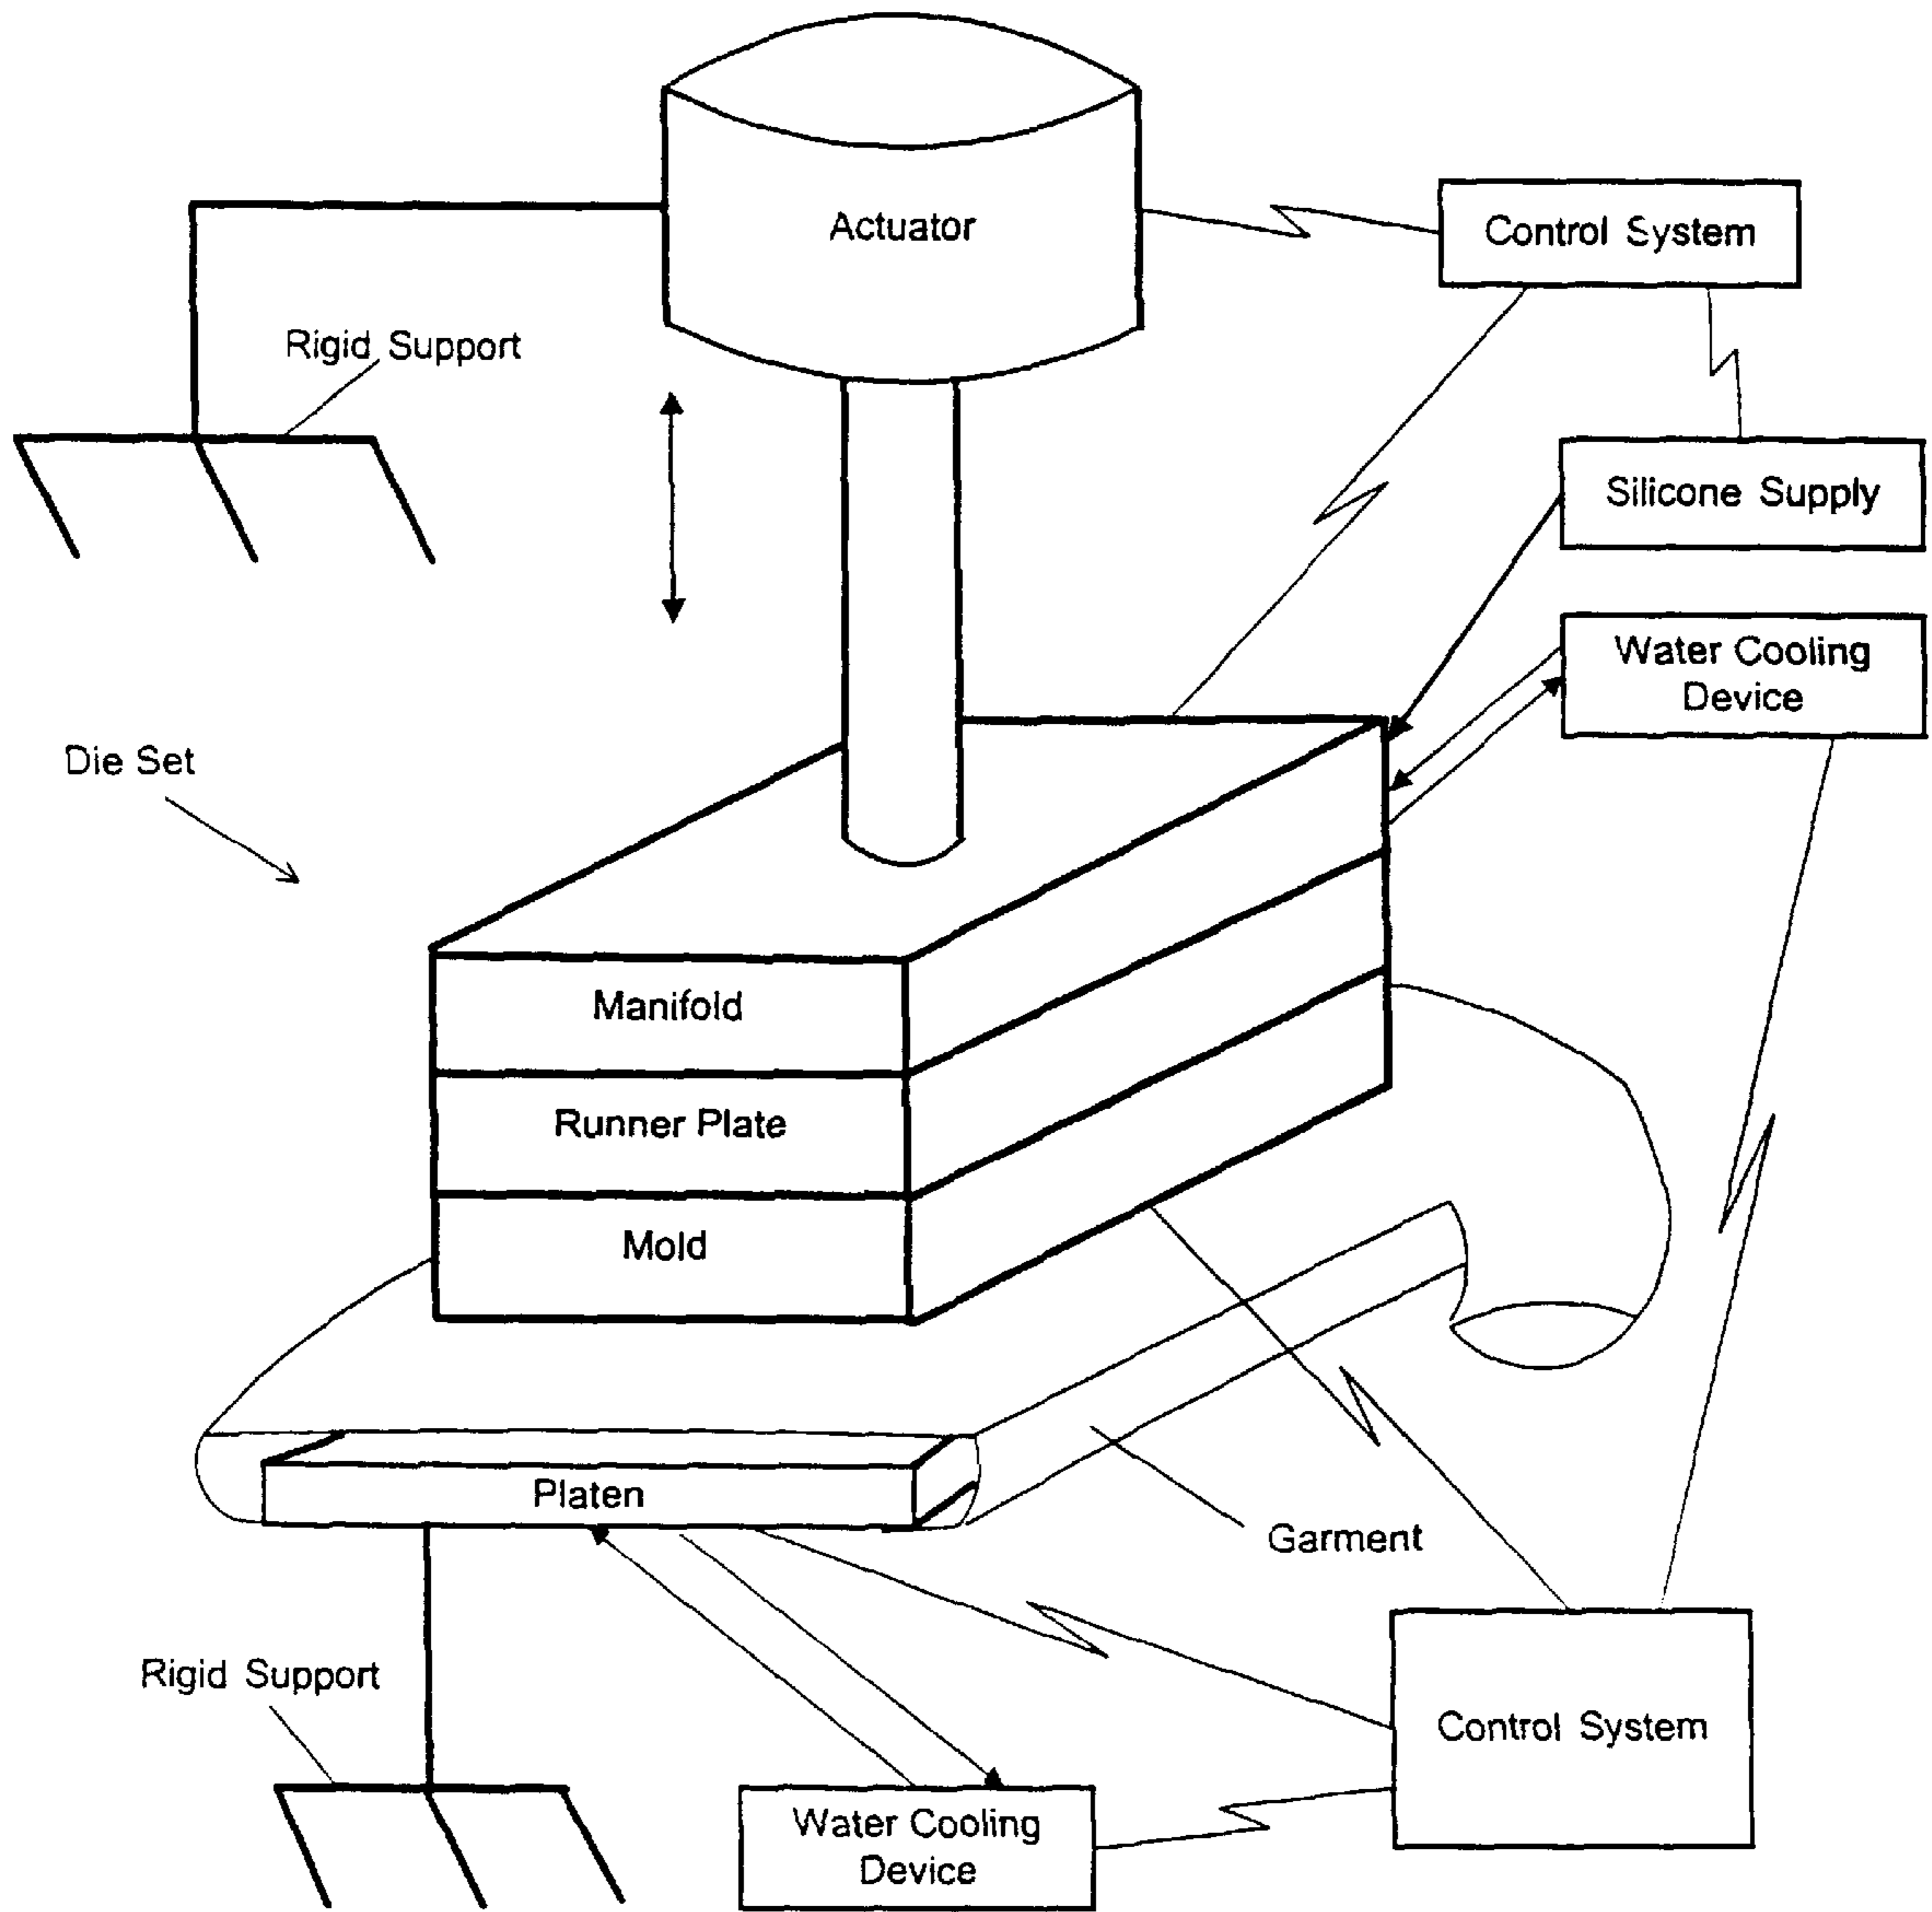 Actuator
Control System
Rigid Support
Silicone Supply
Water Cooling
Device
Die Set
Manifold
Runner Plate
Mold
Platen
Garment
Rigid Support
Control System
Water Cooling
Device